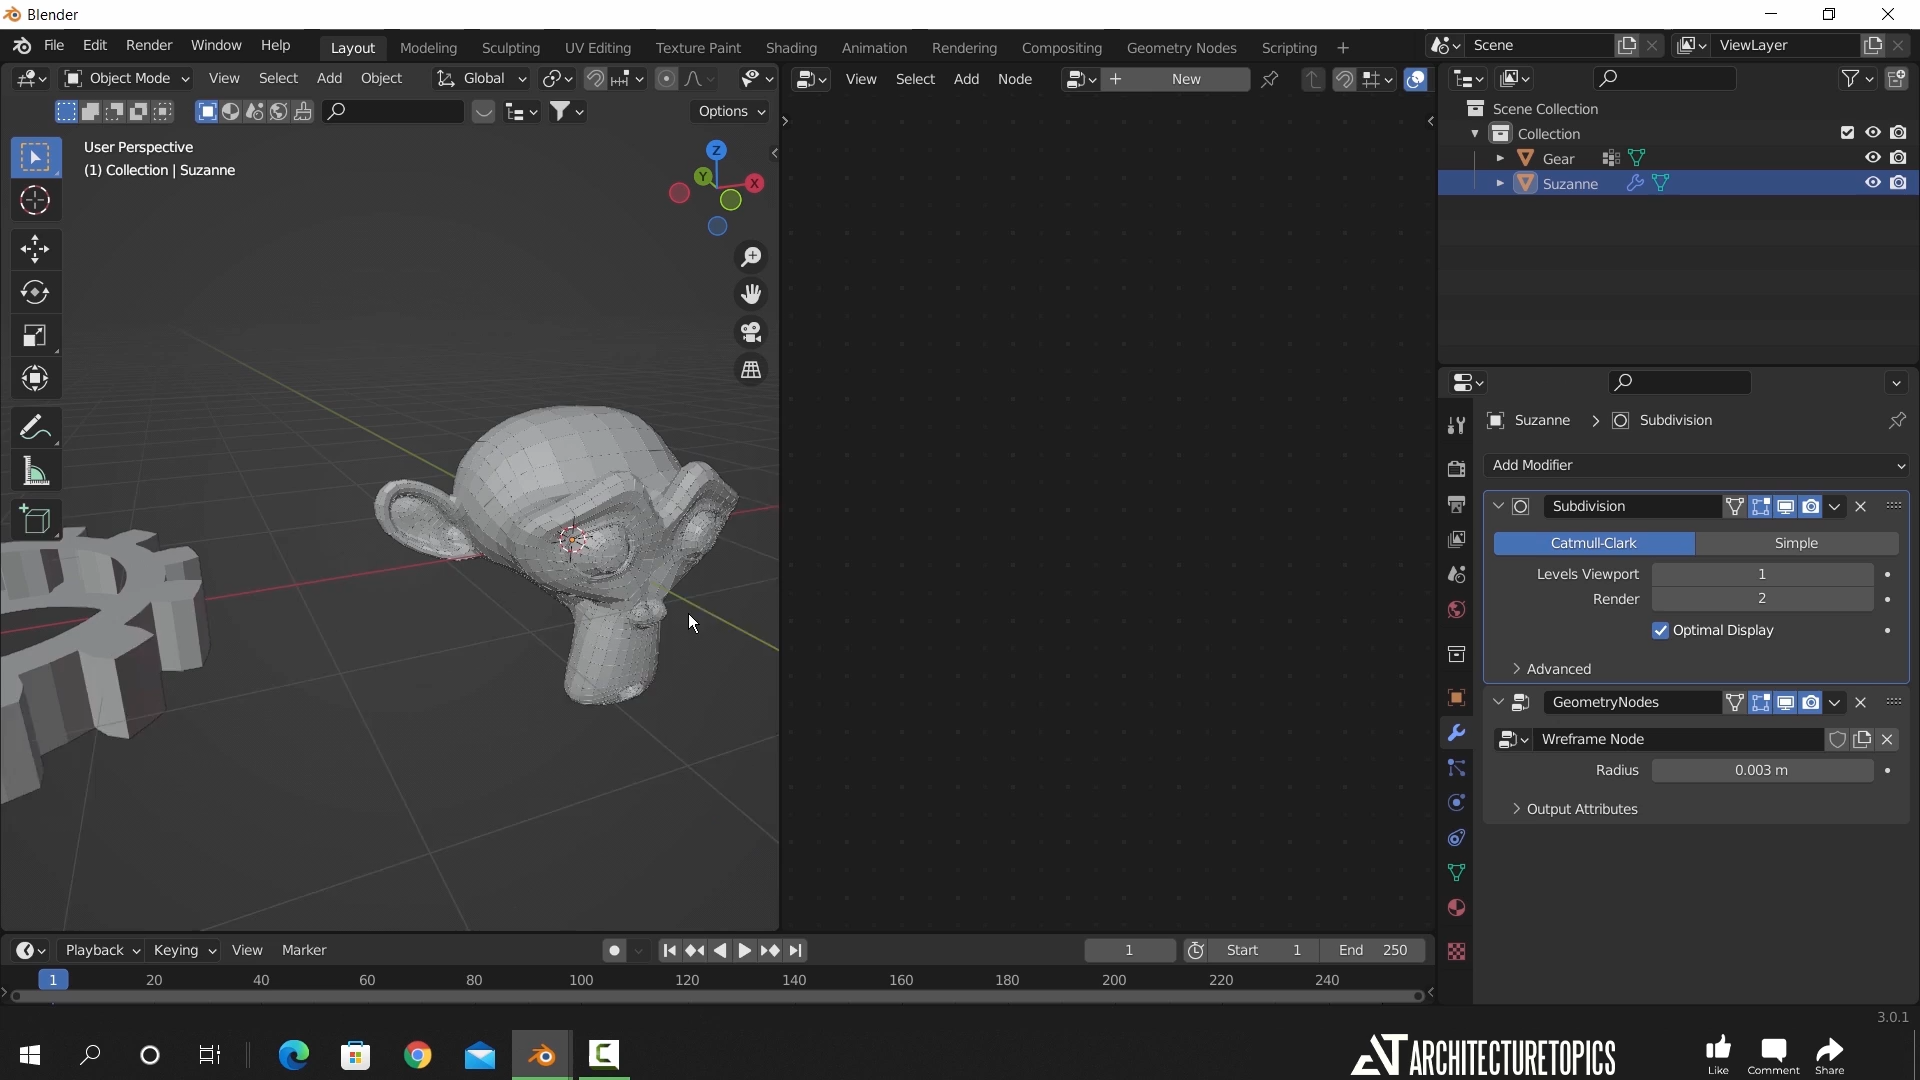 Blender
File Edit Render Window Help Layout Modeling Sculpting UV Editing Texture Paint Shading Animation Rendering Compositing Geometry Nodes Scripting + Scene ViewLayer
Object Mode View Select Add Object Global View Select Add Node + New
Options
User Perspective
(1) Collection | Suzanne
Z
Y
X
Scene Collection
Collection
Gear
Suzanne
Suzanne > Subdivision
Add Modifier
Subdivision
Catmull-Clark Simple
Levels Viewport 1
Render 2
Optimal Display
Advanced
GeometryNodes
Wreframe Node
Radius 0.003 m
Output Attributes
Playback Keying View Marker 1 Start 1 End 250
1 20 40 60 80 100 120 140 160 180 200 220 240
3.0.1
ARCHITECTURETOPICS
Like Comment Share